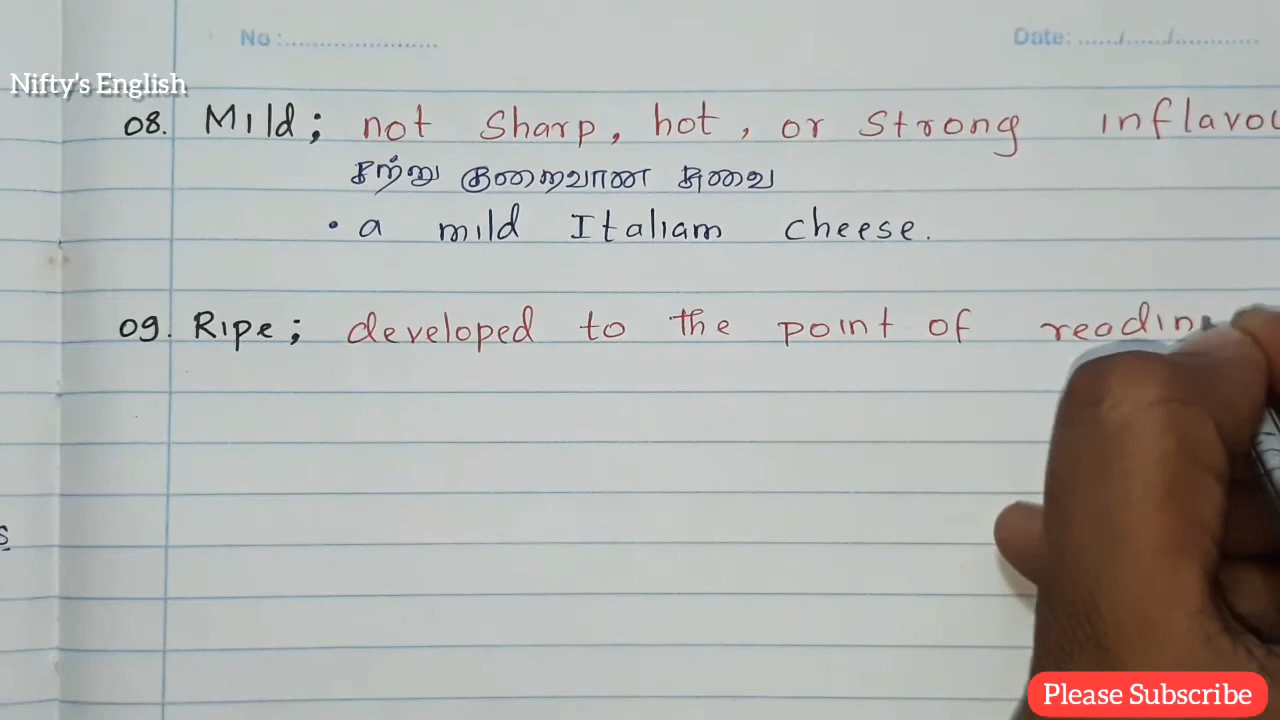 No :.....................
Date: ....../....../...............
Nifty's English
08. Mild; not sharp, hot, or strong inflavou
சற்று குறைவான சுவை
• a mild Italiam cheese.
09. Ripe; developed to the point of readin
s
Please Subscribe